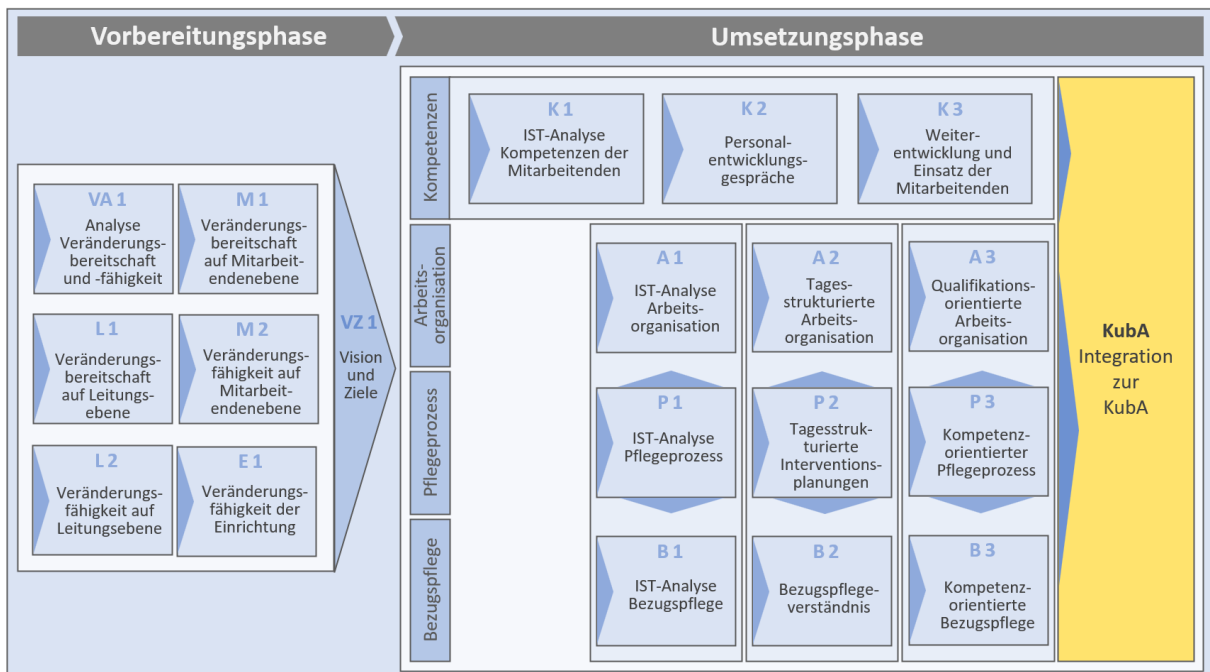 Vorbereitungsphase
Umsetzungsphase
VA 1
Analyse
Veränderungs-
bereitschaft
und -fähigkeit
M 1
Veränderungs-
bereitschaft
auf Mitarbeit-
endenebene
L 1
Veränderungs-
bereitschaft
auf Leitungs-
ebene
M 2
Veränderungs-
fähigkeit auf
Mitarbeit-
endenebene
L 2
Veränderungs-
fähigkeit auf
Leitungsebene
E 1
Veränderungs-
fähigkeit der
Einrichtung
VZ 1
Vision
und
Ziele
Kompetenzen
K 1
IST-Analyse
Kompetenzen der
Mitarbeitenden
K 2
Personal-
entwicklungs-
gespräche
K 3
Weiter-
entwicklung und
Einsatz der
Mitarbeitenden
Arbeits-
organisation
A 1
IST-Analyse
Arbeits-
organisation
A 2
Tages-
strukturierte
Arbeits-
organisation
A 3
Qualifikations-
orientierte
Arbeits-
organisation
Pflegeprozess
P 1
IST-Analyse
Pflegeprozess
P 2
Tagesstruk-
turierte
Interventions-
planungen
P 3
Kompetenz-
orientierter
Pflegeprozess
Bezugspflege
B 1
IST-Analyse
Bezugspflege
B 2
Bezugspflege-
verständnis
B 3
Kompetenz-
orientierte
Bezugspflege
KubA
Integration
zur
KubA